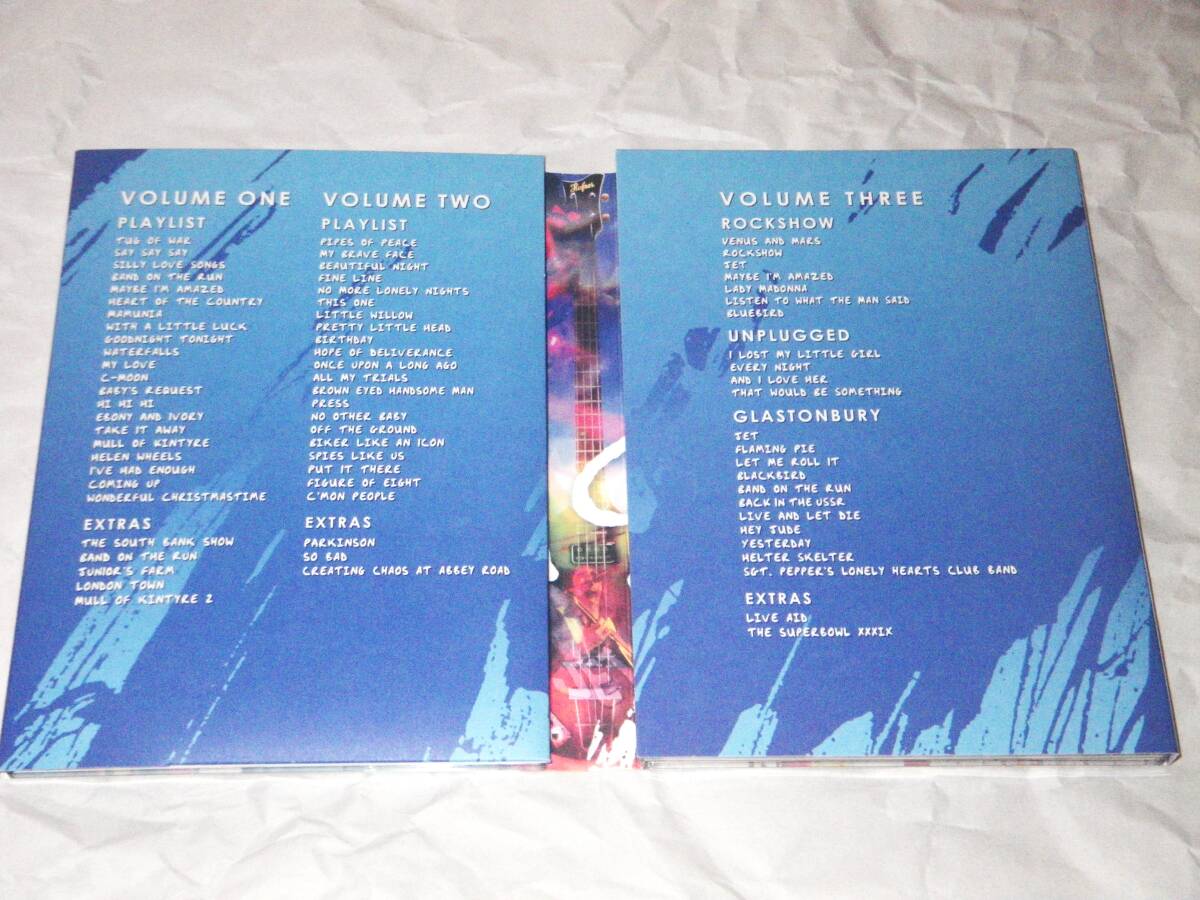 VOLUME ONE
PLAYLIST
TUG OF WAR
SAY SAY SAY
SILLY LOVE SONGS
BAND ON THE RUN
MAYBE I'M AMAZED
HEART OF THE COUNTRY
MAMUNIA
WITH A LITTLE LUCK
GOODNIGHT TONIGHT
WATERFALLS
MY LOVE
C-MOON
BABY'S REQUEST
HI HI HI
EBONY AND IVORY
TAKE IT AWAY
MULL OF KINTYRE
HELEN WHEELS
I'VE HAD ENOUGH
COMING UP
WONDERFUL CHRISTMASTIME
EXTRAS
THE SOUTH BANK SHOW
BAND ON THE RUN
JUNIOR'S FARM
LONDON TOWN
MULL OF KINTYRE 2
VOLUME TWO
PLAYLIST
PIPES OF PEACE
MY BRAVE FACE
BEAUTIFUL NIGHT
FINE LINE
NO MORE LONELY NIGHTS
THIS ONE
LITTLE WILLOW
PRETTY LITTLE HEAD
BIRTHDAY
HOPE OF DELIVERANCE
ONCE UPON A LONG AGO
ALL MY TRIALS
BROWN EYED HANDSOME MAN
PRESS
NO OTHER BABY
OFF THE GROUND
BIKER LIKE AN ICON
SPIES LIKE US
PUT IT THERE
FIGURE OF EIGHT
C'MON PEOPLE
EXTRAS
PARKINSON
SO BAD
CREATING CHAOS AT ABBEY ROAD
Hofner
VOLUME THREE
ROCKSHOW
VENUS AND MARS
ROCKSHOW
JET
MAYBE I'M AMAZED
LADY MADONNA
LISTEN TO WHAT THE MAN SAID
BLUEBIRD
UNPLUGGED
I LOST MY LITTLE GIRL
EVERY NIGHT
AND I LOVE HER
THAT WOULD BE SOMETHING
GLASTONBURY
JET
FLAMING PIE
LET ME ROLL IT
BLACKBIRD
BAND ON THE RUN
BACK IN THE USSR
LIVE AND LET DIE
HEY JUDE
YESTERDAY
HELTER SKELTER
SGT. PEPPER'S LONELY HEARTS CLUB BAND
EXTRAS
LIVE AID
THE SUPERBOWL XXXIX